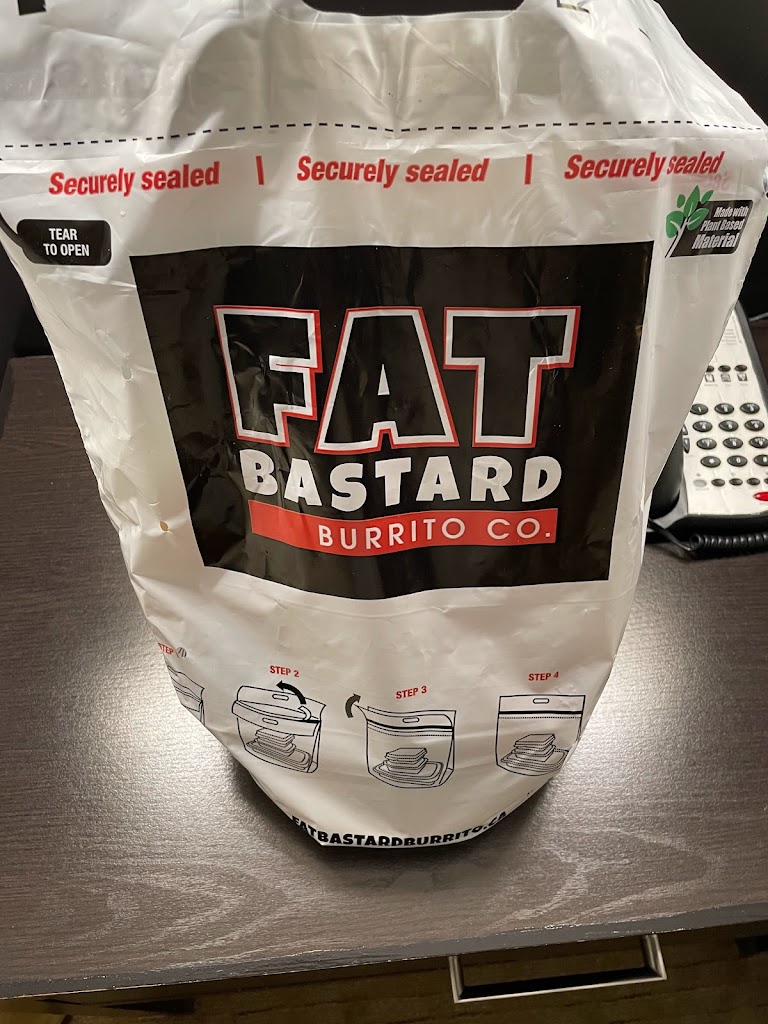 Securely sealed | Securely sealed | Securely sealed
TEAR
TO OPEN
Made with
Plant Based
Material
FAT
BASTARD
BURRITO CO.
STEP
STEP 2
STEP 3
STEP 4
FATBASTARDBURRITO.CA